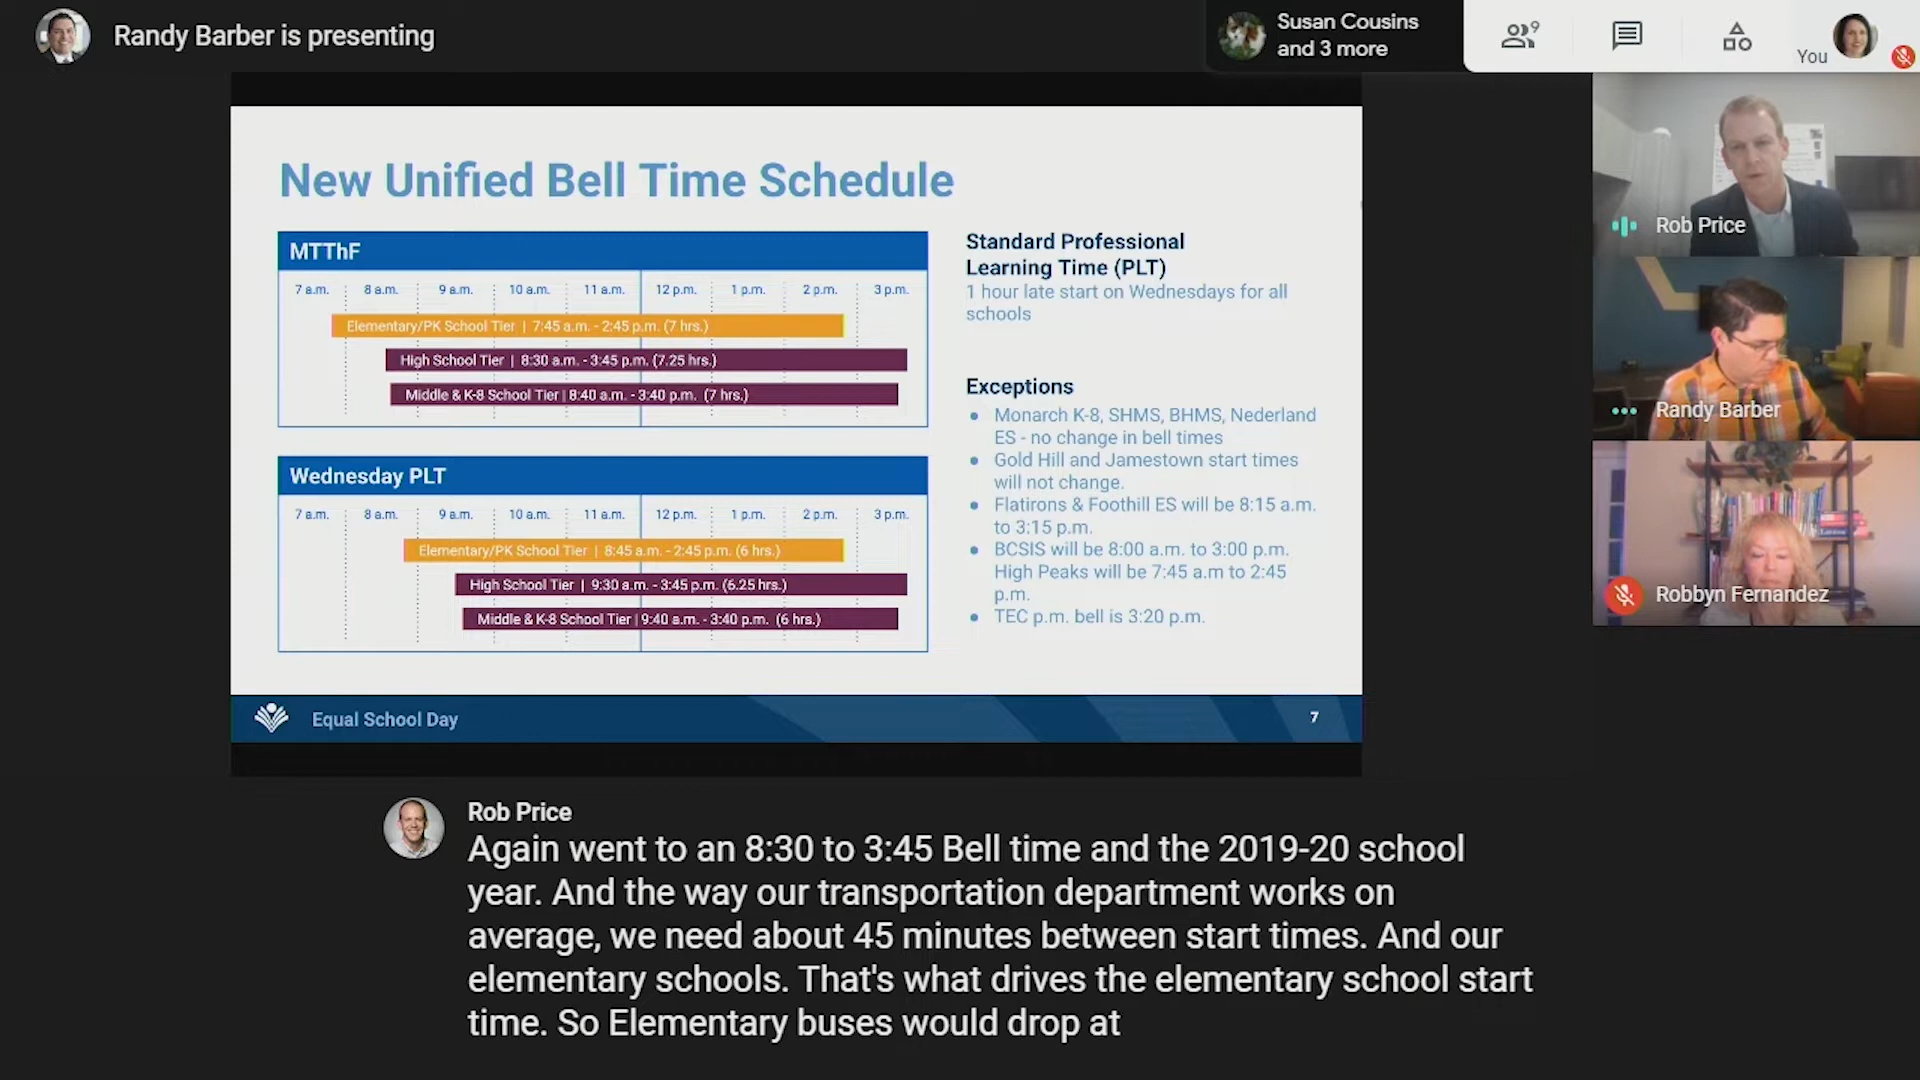 Randy Barber is presenting
Susan Cousins
and 3 more
9
You
New Unified Bell Time Schedule
MTThF
7 a.m. 8 a.m. 9 a.m. 10 a.m. 11 a.m. 12 p.m. 1 p.m. 2 p.m. 3 p.m.
Elementary/PK School Tier | 7:45 a.m. - 2:45 p.m. (7 hrs.)
High School Tier | 8:30 a.m. - 3:45 p.m. (7.25 hrs.)
Middle & K-8 School Tier | 8:40 a.m. - 3:40 p.m. (7 hrs.)
Wednesday PLT
7 a.m. 8 a.m. 9 a.m. 10 a.m. 11 a.m. 12 p.m. 1 p.m. 2 p.m. 3 p.m.
Elementary/PK School Tier | 8:45 a.m. - 2:45 p.m. (6 hrs.)
High School Tier | 9:30 a.m. - 3:45 p.m. (6.25 hrs.)
Middle & K-8 School Tier | 9:40 a.m. - 3:40 p.m. (6 hrs.)
Standard Professional
Learning Time (PLT)
1 hour late start on Wednesdays for all
schools
Exceptions
• Monarch K-8, SHMS, BHMS, Nederland
ES - no change in bell times
• Gold Hill and Jamestown start times
will not change.
• Flatirons & Foothill ES will be 8:15 a.m.
to 3:15 p.m.
• BCSIS will be 8:00 a.m. to 3:00 p.m.
High Peaks will be 7:45 a.m to 2:45
p.m.
• TEC p.m. bell is 3:20 p.m.
Equal School Day
7
Rob Price
Randy Barber
Robbyn Fernandez
Rob Price
Again went to an 8:30 to 3:45 Bell time and the 2019-20 school
year. And the way our transportation department works on
average, we need about 45 minutes between start times. And our
elementary schools. That's what drives the elementary school start
time. So Elementary buses would drop at